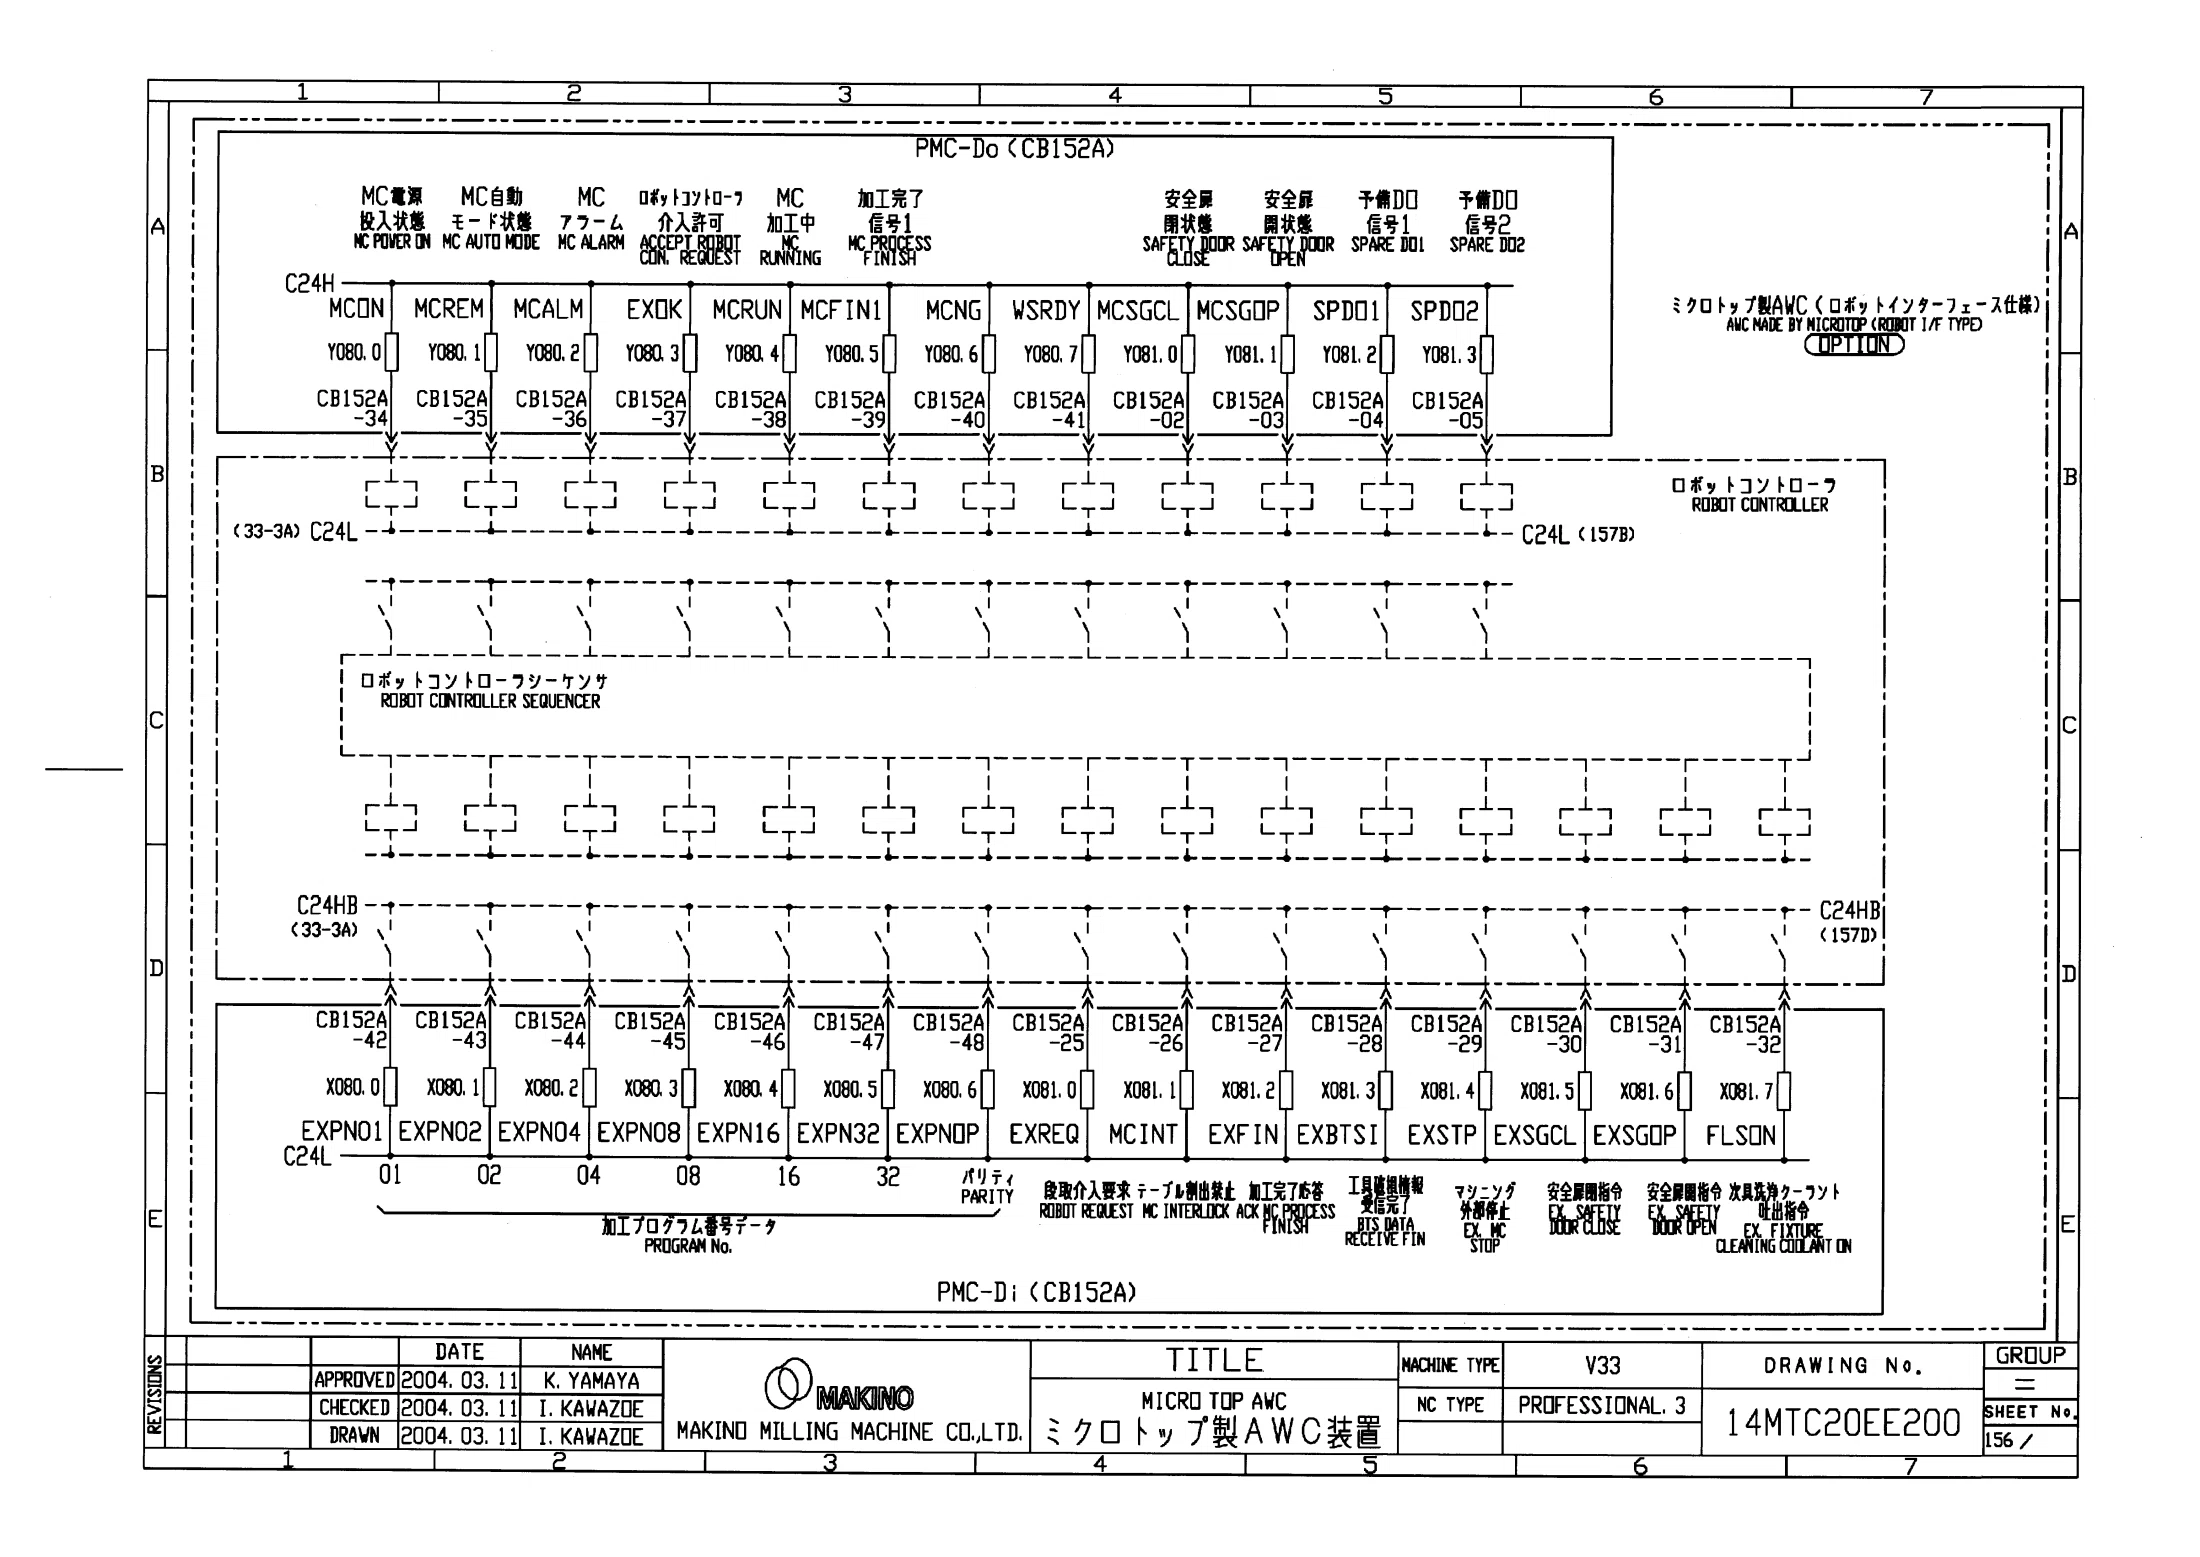 1 2 3 4 5 6 7
PMC-Do (CB152A)
MC電源 MC自動 MC ロボットコントローラ MC 加工完了 安全扉 安全扉 予備DO 予備DO
投入状態 モード状態 アラーム 介入許可 加工中 信号1 閉状態 開状態 信号1 信号2
MC POWER ON MC AUTO MODE MC ALARM ACCEPT ROBOT MC MC PROCESS SAFETY DOOR SAFETY DOOR SPARE DO1 SPARE DO2
CON. REQUEST RUNNING FINISH CLOSE OPEN
A A
C24H
MCON MCREM MCALM EXOK MCRUN MCFIN1 MCNG WSRDY MCSGCL MCSGOP SPDO1 SPDO2
ミクロトップ製AWC (ロボットインターフェース仕様)
AWC MADE BY MICROTOP (ROBOT I/F TYPE)
OPTION
Y080.0 Y080.1 Y080.2 Y080.3 Y080.4 Y080.5 Y080.6 Y080.7 Y081.0 Y081.1 Y081.2 Y081.3
CB152A CB152A CB152A CB152A CB152A CB152A CB152A CB152A CB152A CB152A CB152A CB152A
-34 -35 -36 -37 -38 -39 -40 -41 -02 -03 -04 -05
B B
ロボットコントローラ
ROBOT CONTROLLER
(33-3A) C24L C24L (157B)
ロボットコントローラシーケンサ
ROBOT CONTROLLER SEQUENCER
C C
C24HB C24HB
(33-3A) (157D)
D D
CB152A CB152A CB152A CB152A CB152A CB152A CB152A CB152A CB152A CB152A CB152A CB152A CB152A CB152A CB152A
-42 -43 -44 -45 -46 -47 -48 -25 -26 -27 -28 -29 -30 -31 -32
X080.0 X080.1 X080.2 X080.3 X080.4 X080.5 X080.6 X081.0 X081.1 X081.2 X081.3 X081.4 X081.5 X081.6 X081.7
EXPN01 EXPN02 EXPN04 EXPN08 EXPN16 EXPN32 EXPNOP EXREQ MCINT EXFIN EXBTSI EXSTP EXSGCL EXSGOP FLSON
C24L
01 02 04 08 16 32 パリティ
PARITY
段取介入要求 テーブル割出禁止 加工完了応答 工具破損情報 マシニング 安全扉閉指令 安全扉開指令 次具洗浄クーラント
ROBOT REQUEST MC INTERLOCK ACK MC PROCESS 受信完了 外部停止 EX. SAFETY EX. SAFETY 吐出指令
FINISH BTS DATA EX. MC DOOR CLOSE DOOR OPEN EX. FIXTURE
RECEIVE FIN STOP CLEANING COOLANT ON
加工プログラム番号データ
PROGRAM No.
E E
PMC-Di (CB152A)
REVISIONS
DATE NAME
APPROVED 2004.03.11 K. YAMAYA
CHECKED 2004.03.11 I. KAWAZOE
DRAWN 2004.03.11 I. KAWAZOE
MAKINO
MAKINO MILLING MACHINE CO.,LTD.
TITLE
MICRO TOP AWC
ミクロトップ製AWC装置
MACHINE TYPE V33
NC TYPE PROFESSIONAL.3
DRAWING No.
14MTC20EE200
GROUP
=
SHEET No.
156 /
1 2 3 4 5 6 7